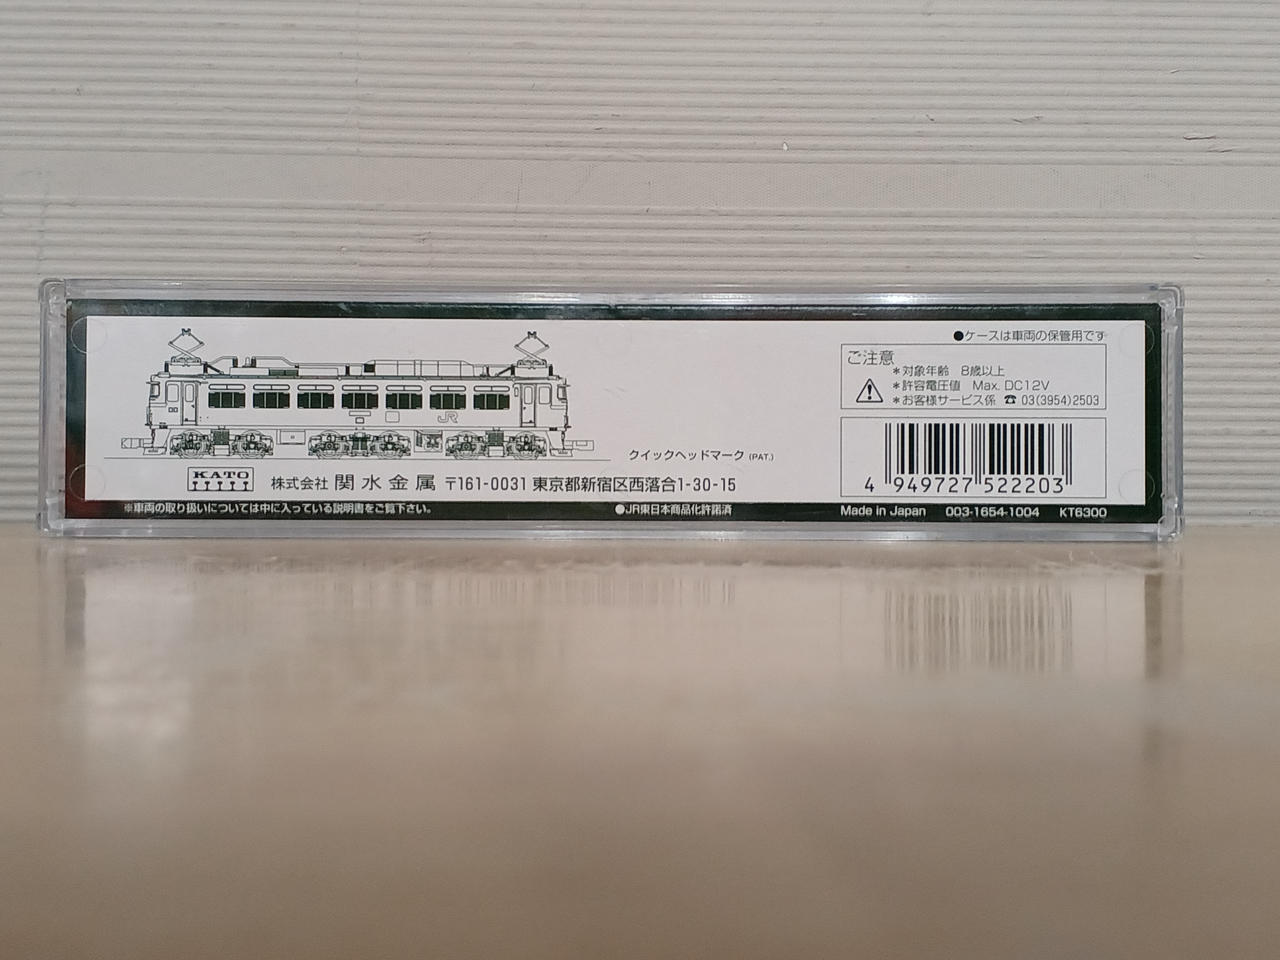 ●ケースは車両の保管用です
ご注意
＊対象年齢　8歳以上
＊許容電圧値　Max. DC12V
＊お客様サービス係 ☎ 03(3954)2503
JR
クイックヘッドマーク (PAT.)
KATO
株式会社 関水金属 〒161-0031 東京都新宿区西落合1-30-15
4 949727 522203
※車両の取り扱いについては中に入っている説明書をご覧下さい。
●JR東日本商品化許諾済
Made in Japan 003-1654-1004 KT6300